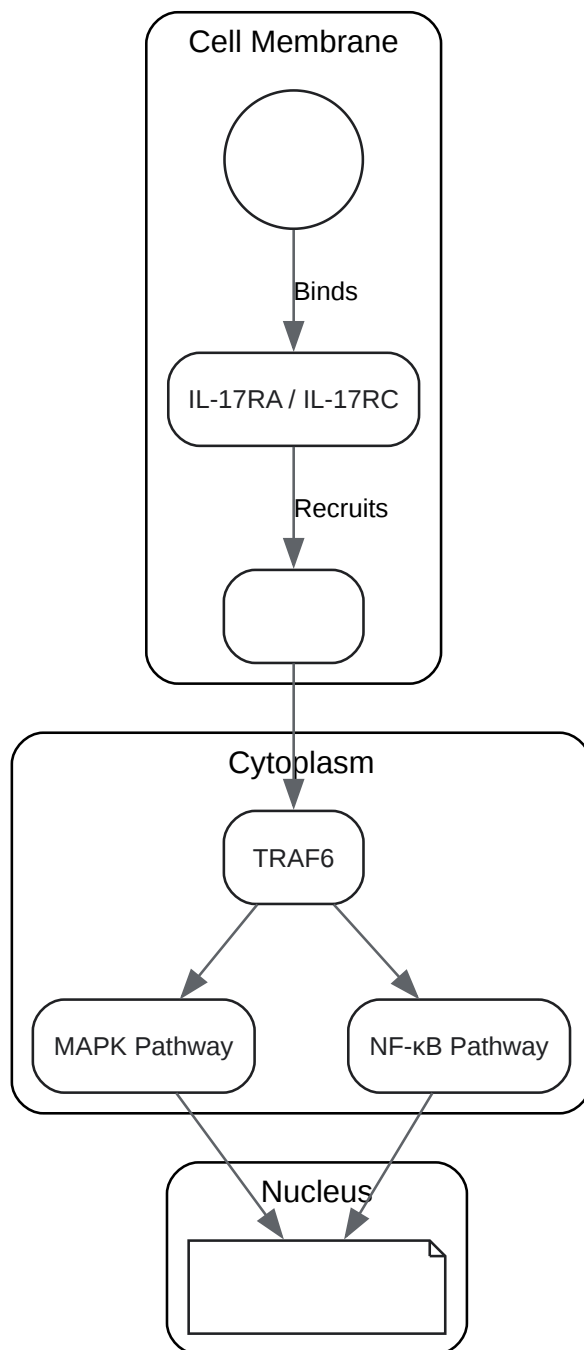 Cell Membrane
Binds
IL-17RA / IL-17RC
Recruits
Cytoplasm
TRAF6
MAPK Pathway
NF-κB Pathway
Nucleus